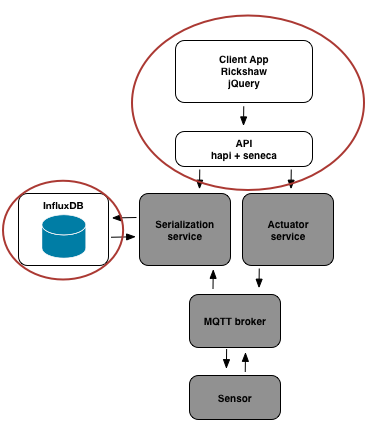 Client App
Rickshaw
jQuery
API
hapi + seneca
InfluxDB
Serialization
service
Actuator
service
MQTT broker
Sensor